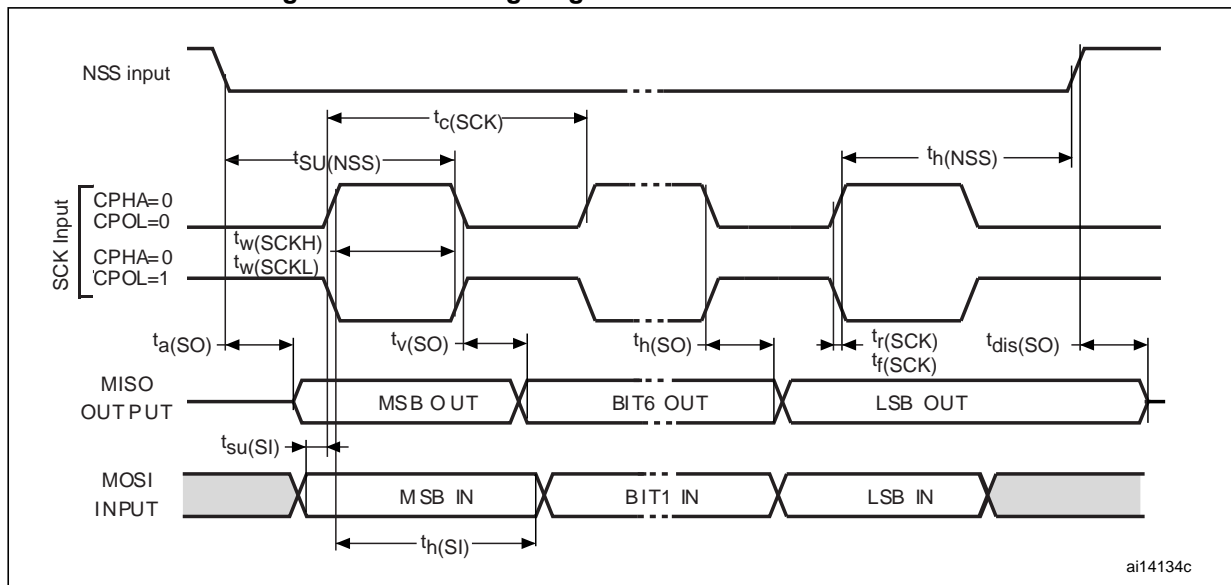 NSS input
tc(SCK)
tSU(NSS)
th(NSS)
SCK Input
CPHA=0
CPOL=0
tw(SCKH)
CPHA=0
tw(SCKL)
CPOL=1
ta(SO)
tv(SO)
th(SO)
tr(SCK)
tf(SCK)
tdis(SO)
MISO
OUTPUT
MSB OUT
BIT6 OUT
LSB OUT
tsu(SI)
MOSI
INPUT
MSB IN
BIT1 IN
LSB IN
th(SI)
ai14134c